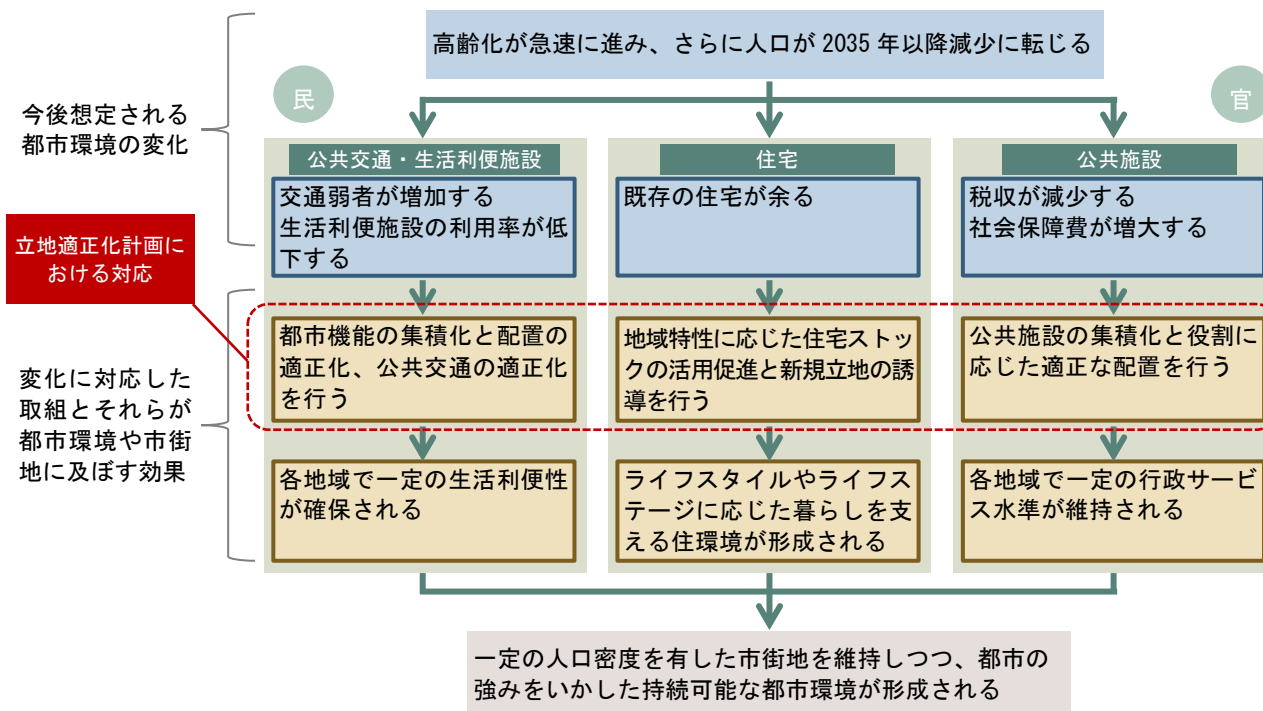 高齢化が急速に進み、さらに人口が 2035 年以降減少に転じる
民
官
今後想定される
都市環境の変化
公共交通・生活利便施設
交通弱者が増加する
生活利便施設の利用率が低
下する
住宅
既存の住宅が余る
公共施設
税収が減少する
社会保障費が増大する
立地適正化計画に
おける対応
変化に対応した
取組とそれらが
都市環境や市街
地に及ぼす効果
都市機能の集積化と配置の
適正化、公共交通の適正化
を行う
地域特性に応じた住宅ストッ
クの活用促進と新規立地の誘
導を行う
公共施設の集積化と役割に
応じた適正な配置を行う
各地域で一定の生活利便性
が確保される
ライフスタイルやライフス
テージに応じた暮らしを支
える住環境が形成される
各地域で一定の行政サービ
ス水準が維持される
一定の人口密度を有した市街地を維持しつつ、都市の
強みをいかした持続可能な都市環境が形成される